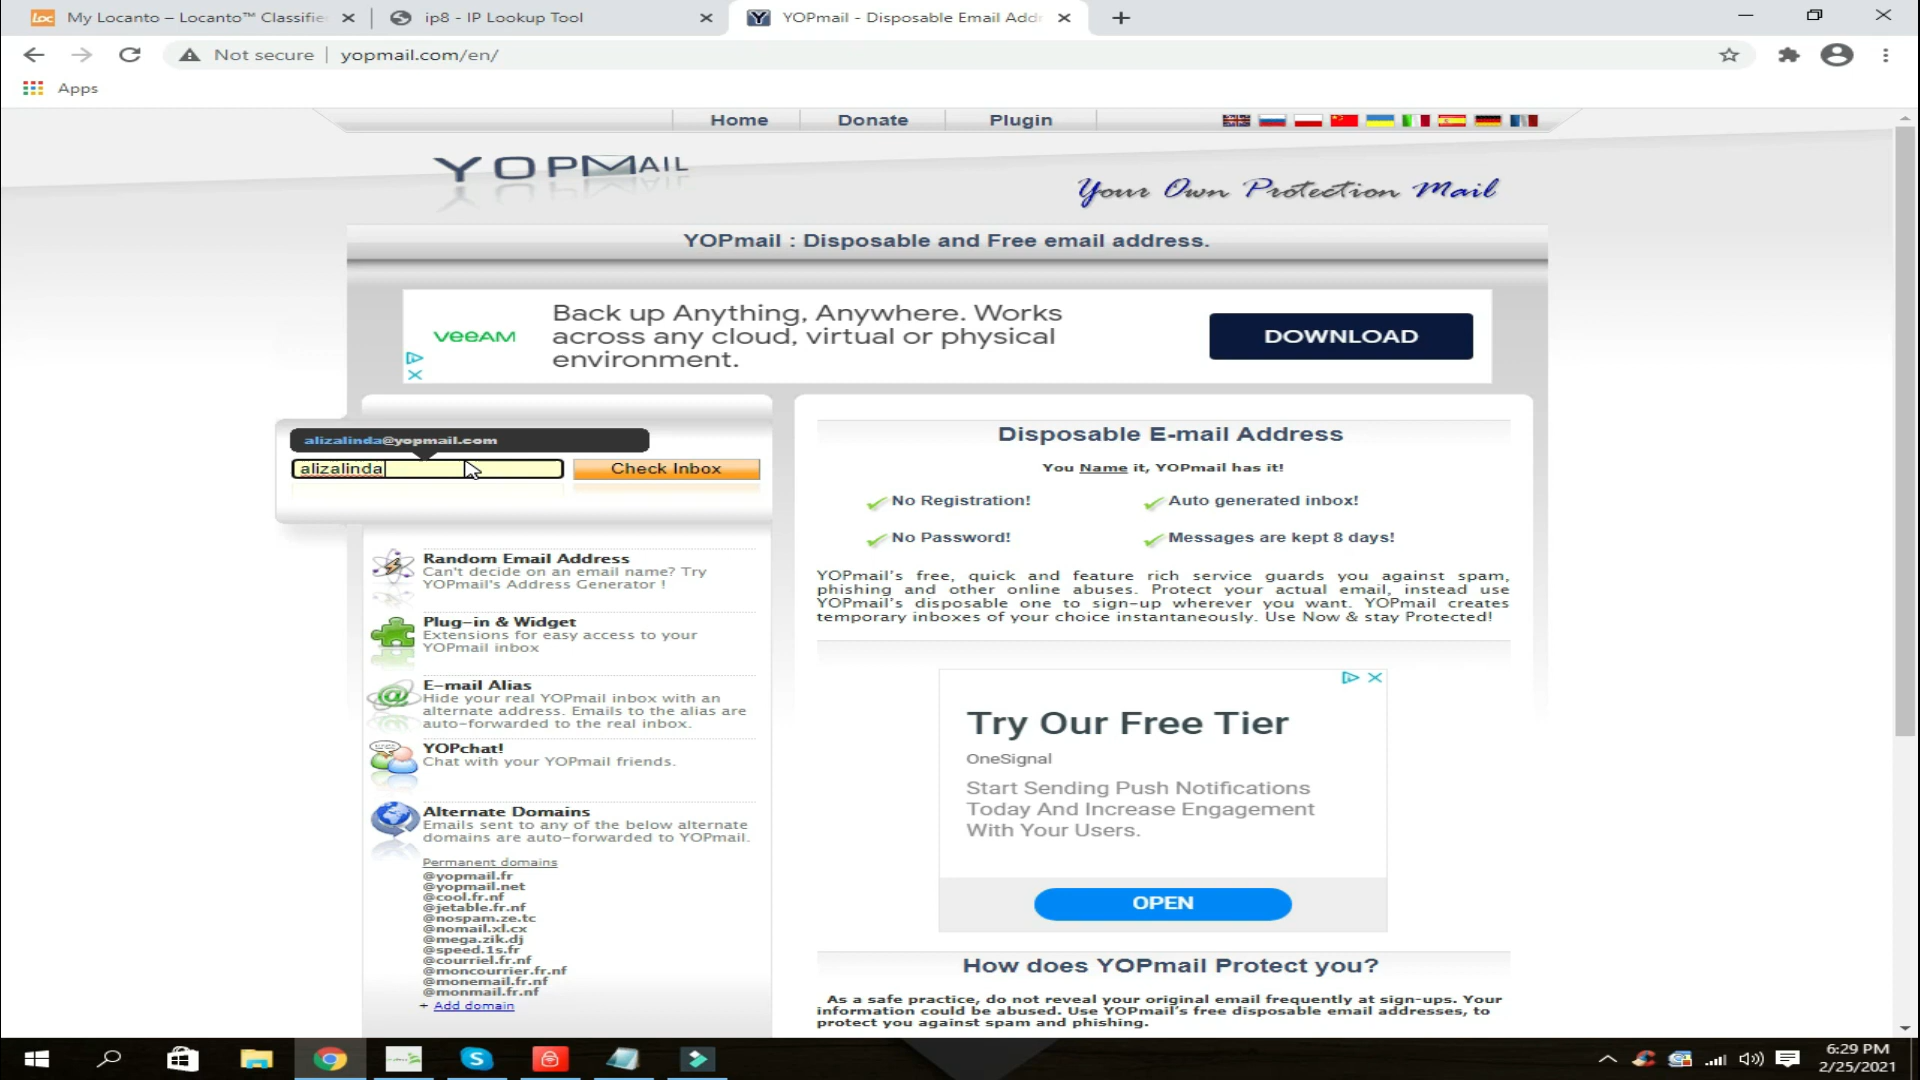 My Locanto – Locanto™ Classifie
ip8 - IP Lookup Tool
YOPmail - Disposable Email Addr
Not secure
yopmail.com/en/
Apps
Home
Donate
Plugin
YOPMAIL
Your Own Protection Mail
YOPmail : Disposable and Free email address.
veeam
Back up Anything, Anywhere. Works
across any cloud, virtual or physical
environment.
DOWNLOAD
alizalinda@yopmail.com
alizalinda
Check Inbox
Random Email Address
Can't decide on an email name? Try
YOPmail's Address Generator !
Plug-in & Widget
Extensions for easy access to your
YOPmail inbox
E-mail Alias
Hide your real YOPmail inbox with an
alternate address. Emails to the alias are
auto-forwarded to the real inbox.
YOPchat!
Chat with your YOPmail friends.
Alternate Domains
Emails sent to any of the below alternate
domains are auto-forwarded to YOPmail.
Permanent domains
@yopmail.fr
@yopmail.net
@cool.fr.nf
@jetable.fr.nf
@nospam.ze.tc
@nomail.xl.cx
@mega.zik.dj
@speed.1s.fr
@courriel.fr.nf
@moncourrier.fr.nf
@monemail.fr.nf
@monmail.fr.nf
+ Add domain
Disposable E-mail Address
You Name it, YOPmail has it!
No Registration!
Auto generated inbox!
No Password!
Messages are kept 8 days!
YOPmail's free, quick and feature rich service guards you against spam,
phishing and other online abuses. Protect your actual email, instead use
YOPmail's disposable one to sign-up wherever you want. YOPmail creates
temporary inboxes of your choice instantaneously. Use Now & stay Protected!
Try Our Free Tier
OneSignal
Start Sending Push Notifications
Today And Increase Engagement
With Your Users.
OPEN
How does YOPmail Protect you?
As a safe practice, do not reveal your original email frequently at sign-ups. Your
information could be abused. Use YOPmail's free disposable email addresses, to
protect you against spam and phishing.
6:29 PM
2/25/2021